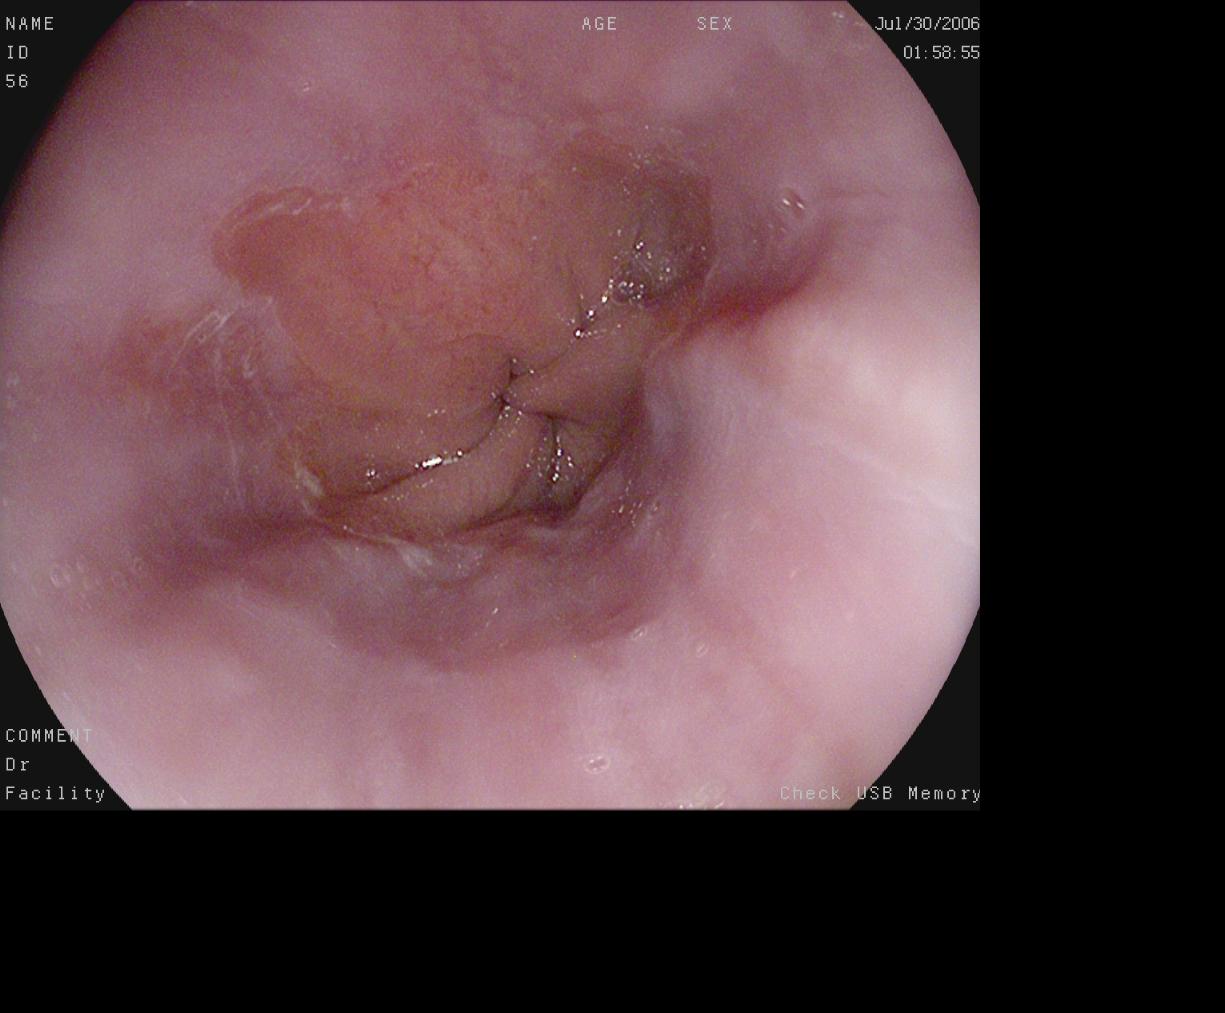 NAME AGE SEX Jul/30/2006
ID 01:58:55
56
COMMENT
Dr
Facility Check USB Memory